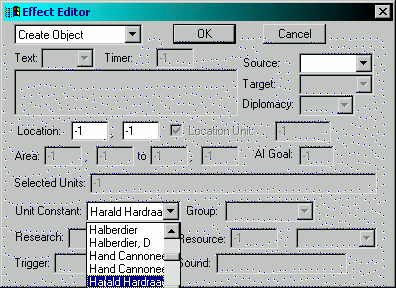 Effect Editor
Create Object OK Cancel
Text: Timer: -1
Source:
Target:
Diplomacy:
Location: -1 ; -1 Location Unit: -1
Area: -1 ; -1 to -1 ; -1 AI Goal: -1
Selected Units: -1
Unit Constant: Harald Hardraa Group:
Research: Resource: -1
Trigger: Sound:
Halberdier
Halberdier, D
Hand Cannonee
Hand Cannonee
Harald Hardraa